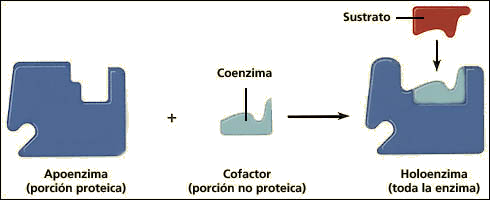 Sustrato
Coenzima
+
Apoenzima
(porción proteica)
Cofactor
(porción no proteica)
Holoenzima
(toda la enzima)